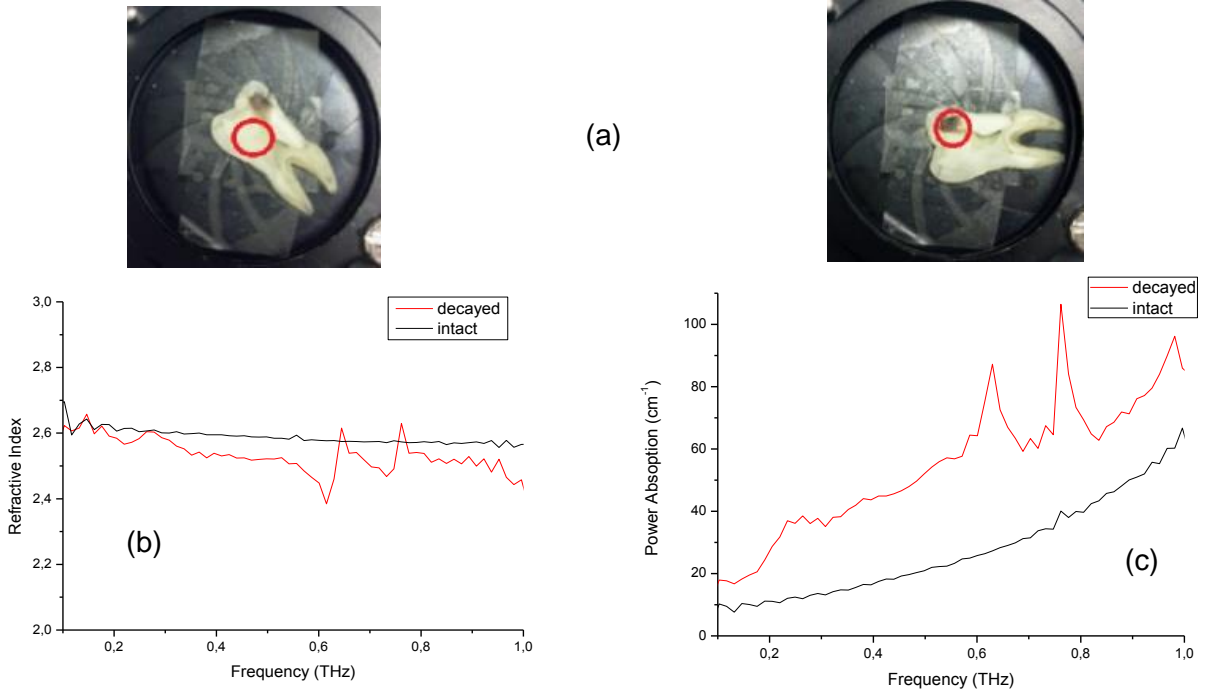 (a)
decayed
intact
3,0
2,8
2,6
2,4
2,2
2,0
0,2
0,4
0,6
0,8
1,0
Refractive Index
Frequency (THz)
(b)
decayed
intact
100
80
60
40
20
0
0,2
0,4
0,6
0,8
1,0
Power Absoption (cm⁻¹)
Frequency (THz)
(c)